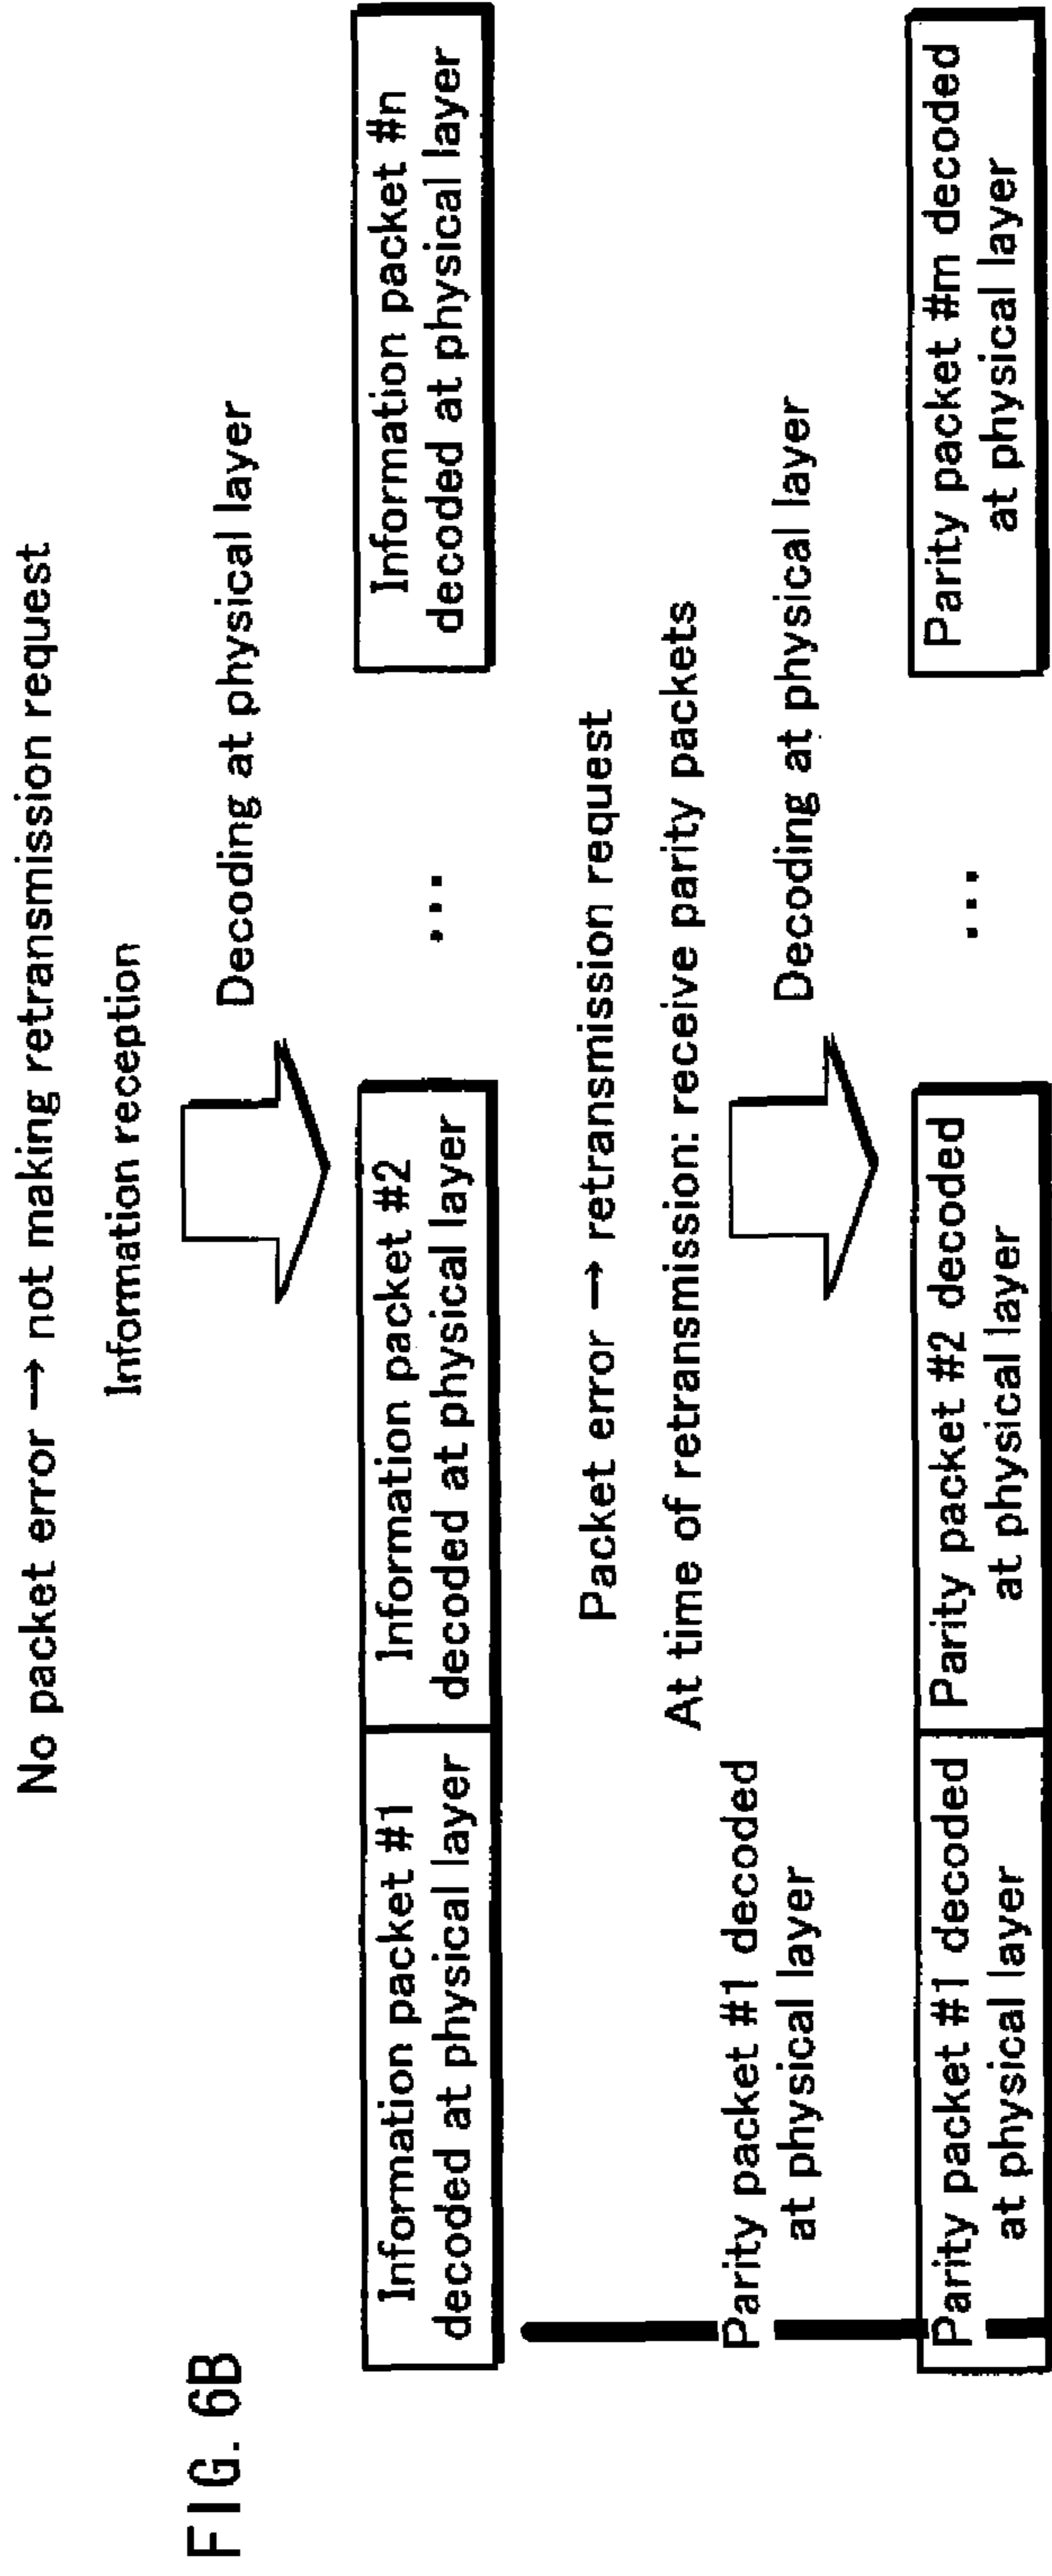 No packet error → not making retransmission request
Information reception
FIG. 6B
Decoding at physical layer
Information packet #1
decoded at physical layer
Information packet #2
decoded at physical layer
...
Information packet #n
decoded at physical layer
Packet error → retransmission request
At time of retransmission: receive parity packets
Parity packet #1 decoded
at physical layer
Decoding at physical layer
Parity packet #1 decoded
at physical layer
Parity packet #2 decoded
at physical layer
...
Parity packet #m decoded
at physical layer